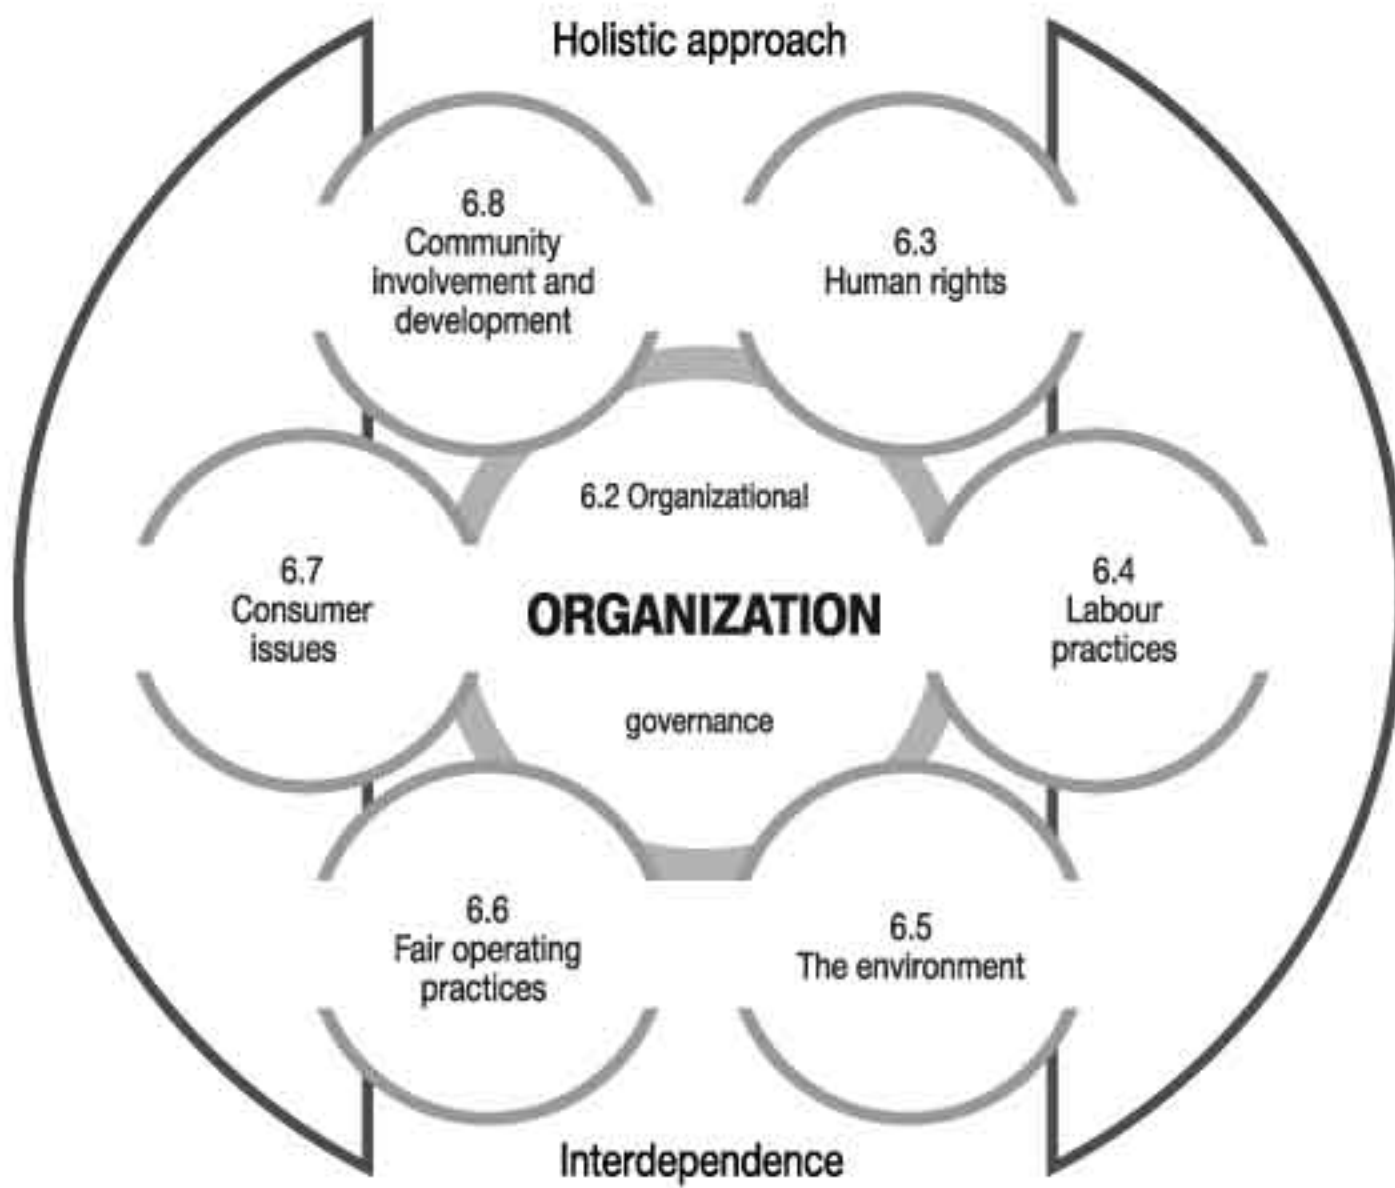 Holistic approach
6.8
Community
involvement and
development
6.3
Human rights
6.2 Organizational
6.7
Consumer
issues
ORGANIZATION
6.4
Labour
practices
governance
6.6
Fair operating
practices
6.5
The environment
Interdependence